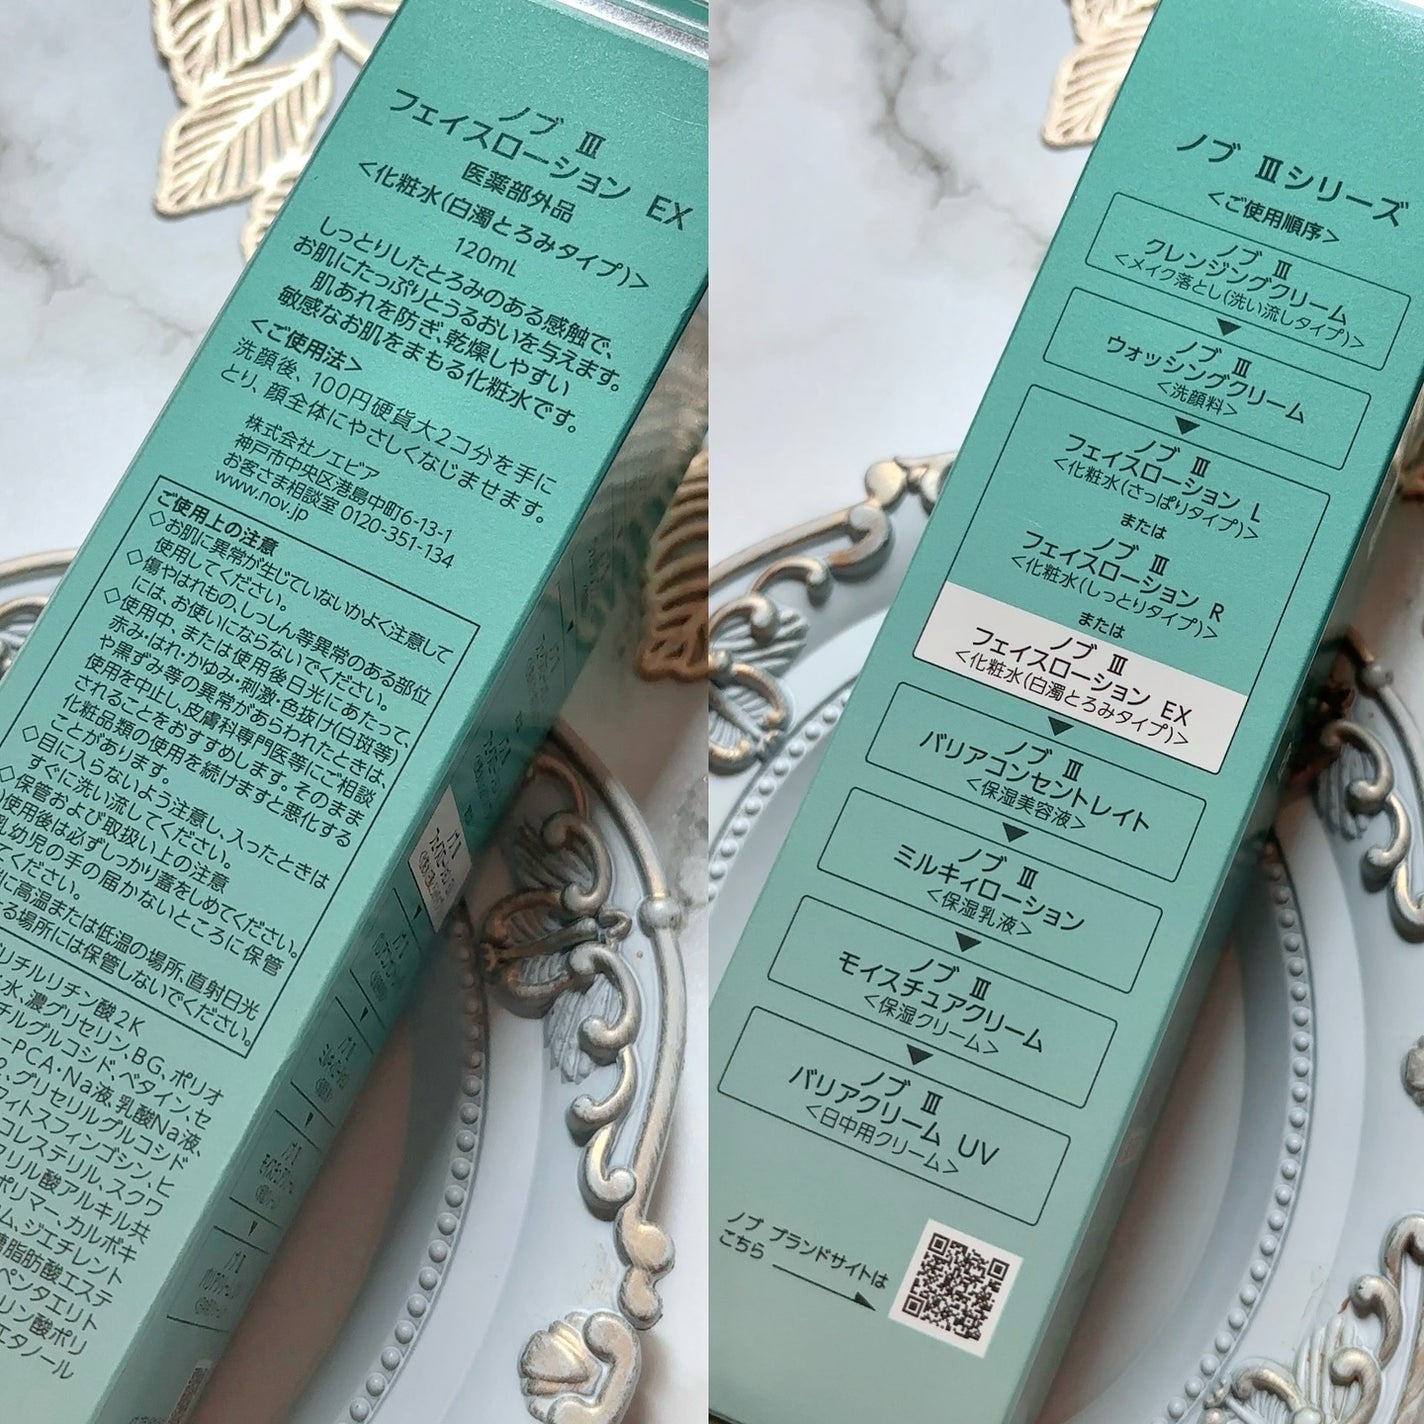 ノブ Ⅲ
フェイスローション EX
医薬部外品
<化粧水(白濁とろみタイプ)>
120mL
しっとりしたとろみのある感触で、
お肌にたっぷりとうるおいを与えます。
肌あれを防ぎ、乾燥しやすい
敏感なお肌をまもる化粧水です。
<ご使用法>
洗顔後、100円硬貨大2コ分を手に
とり、顔全体にやさしくなじませます。
株式会社ノエビア
神戸市中央区港島中町6-13-1
お客さま相談室 0120-351-134
www.nov.jp
ご使用上の注意
◇お肌に異常が生じていないかよく注意して
使用してください。
◇傷やはれもの、しっしん等異常のある部位
には、お使いにならないでください。
◇使用中、または使用後日光にあたって、
赤み・はれ・かゆみ・刺激・色抜け(白斑等)
や黒ずみ等の異常があらわれたときは、
使用を中止し、皮膚科専門医等にご相談
されることをおすすめします。そのまま
化粧品類の使用を続けますと悪化する
ことがあります。
◇目に入らないよう注意し、入ったときは
すぐに洗い流してください。
◇保管および取扱い上の注意
使用後は必ずしっかり蓋をしめてください。
乳幼児の手の届かないところに保管
てください。
に高温または低温の場所、直射日光
る場所には保管しないでください。
リチルリチン酸2K
水、濃グリセリン、BG、ポリオ
チルグルコシド、ベタイン、セ
-PCA・Na液、乳酸Na液、
グリセリルグルコシド
フィトスフィンゴシン、ヒ
コレステリル、スクワ
リル酸アルキル共
ポリマー、カルボキ
ム、ジエチレント
脂肪酸エステ
ペンタエリト
リン酸ポリ
エタノール
ノブ Ⅲシリーズ
<ご使用順序>
ノブ Ⅲ
クレンジングクリーム
<メイク落とし(洗い流しタイプ)>
▼
ノブ Ⅲ
ウォッシングクリーム
<洗顔料>
▼
ノブ Ⅲ
フェイスローション L
<化粧水(さっぱりタイプ)>
または
ノブ Ⅲ
フェイスローション R
<化粧水(しっとりタイプ)>
または
ノブ Ⅲ
フェイスローション EX
<化粧水(白濁とろみタイプ)>
▼
ノブ Ⅲ
バリアコンセントレイト
<保湿美容液>
▼
ノブ Ⅲ
ミルキィローション
<保湿乳液>
▼
ノブ Ⅲ
モイスチュアクリーム
<保湿クリーム>
▼
ノブ Ⅲ
バリアクリーム UV
<日中用クリーム>
ノブ ブランドサイトは
こちら